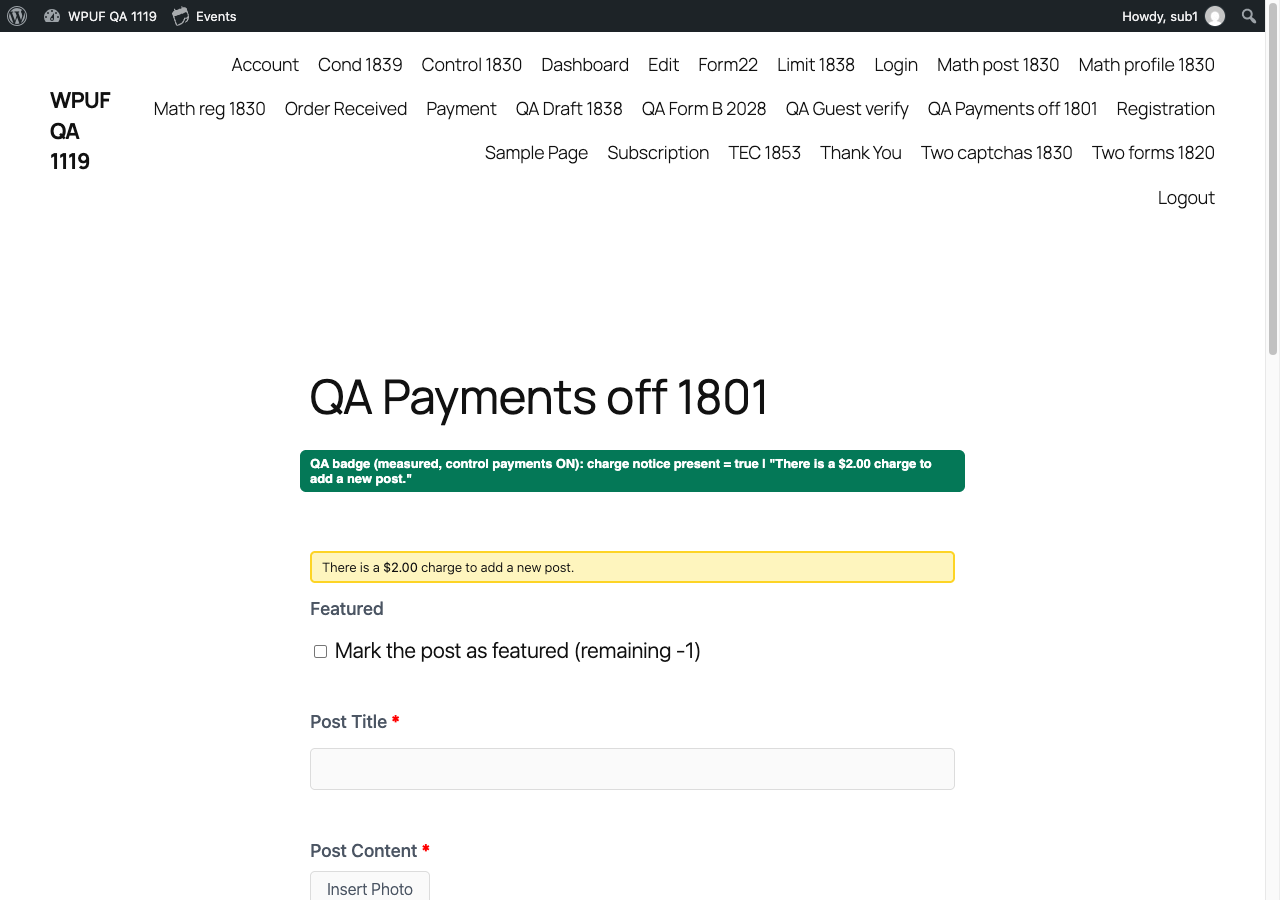 WPUF QA 1119 Events Howdy, sub1
Account Cond 1839 Control 1830 Dashboard Edit Form22 Limit 1838 Login Math post 1830 Math profile 1830
WPUF
QA
1119
Math reg 1830 Order Received Payment QA Draft 1838 QA Form B 2028 QA Guest verify QA Payments off 1801 Registration
Sample Page Subscription TEC 1853 Thank You Two captchas 1830 Two forms 1820
Logout
QA Payments off 1801
QA badge (measured, control payments ON): charge notice present = true | "There is a $2.00 charge to
add a new post."
There is a $2.00 charge to add a new post.
Featured
Mark the post as featured (remaining -1)
Post Title *
Post Content *
Insert Photo